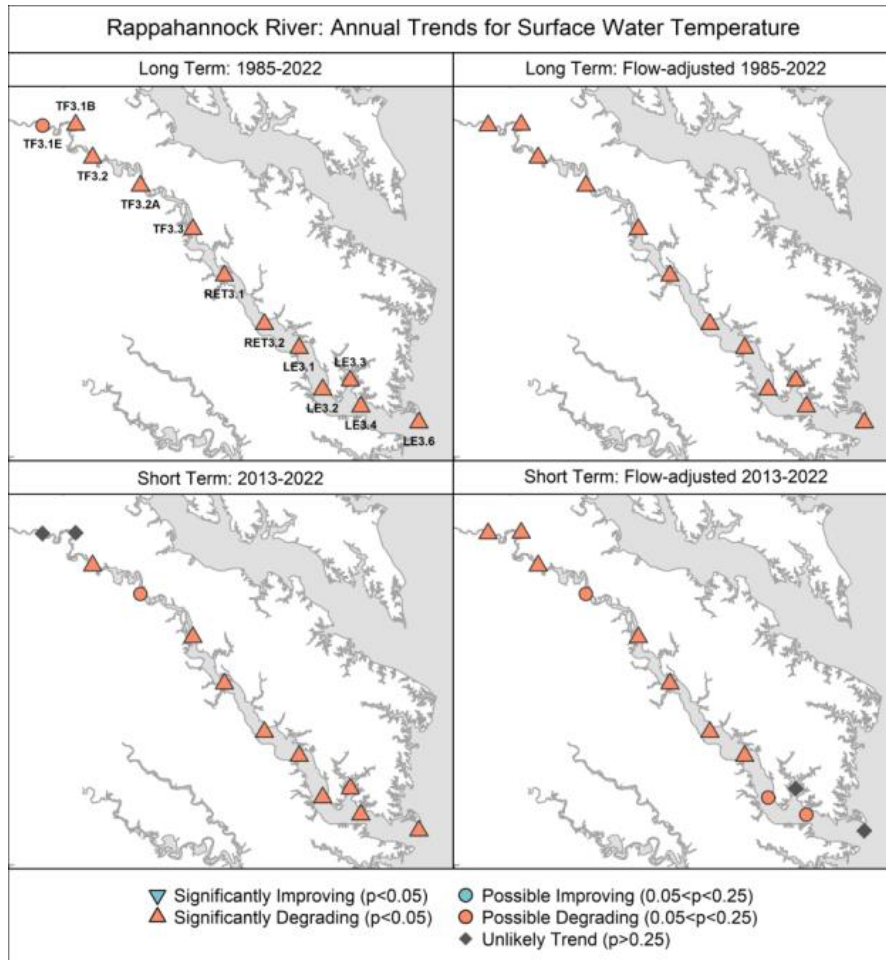 Rappahannock River: Annual Trends for Surface Water Temperature
Long Term: 1985-2022
Long Term: Flow-adjusted 1985-2022
TF3.1B
TF3.1E
TF3.2
TF3.2A
TF3.3
RET3.1
RET3.2
LE3.1
LE3.3
LE3.2
LE3.4
LE3.6
Short Term: 2013-2022
Short Term: Flow-adjusted 2013-2022
Significantly Improving (p<0.05)
Possible Improving (0.05<p<0.25)
Significantly Degrading (p<0.05)
Possible Degrading (0.05<p<0.25)
Unlikely Trend (p>0.25)